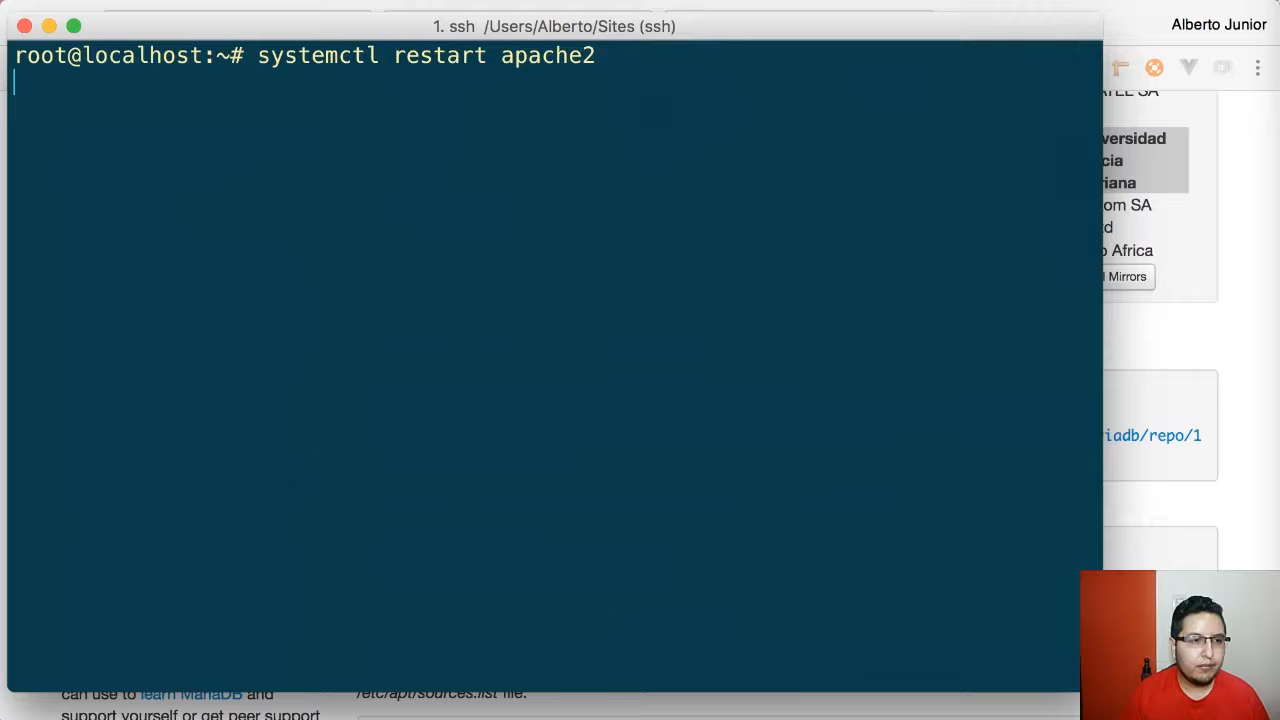 1. ssh /Users/Alberto/Sites (ssh)
Alberto Junior
root@localhost:~# systemctl restart apache2
versidad
cia
riana
om SA
td
Africa
Mirrors
iadb/repo/1
can use to learn MariaDB and
/etc/apt/sources.list file.
support yourself or get peer support